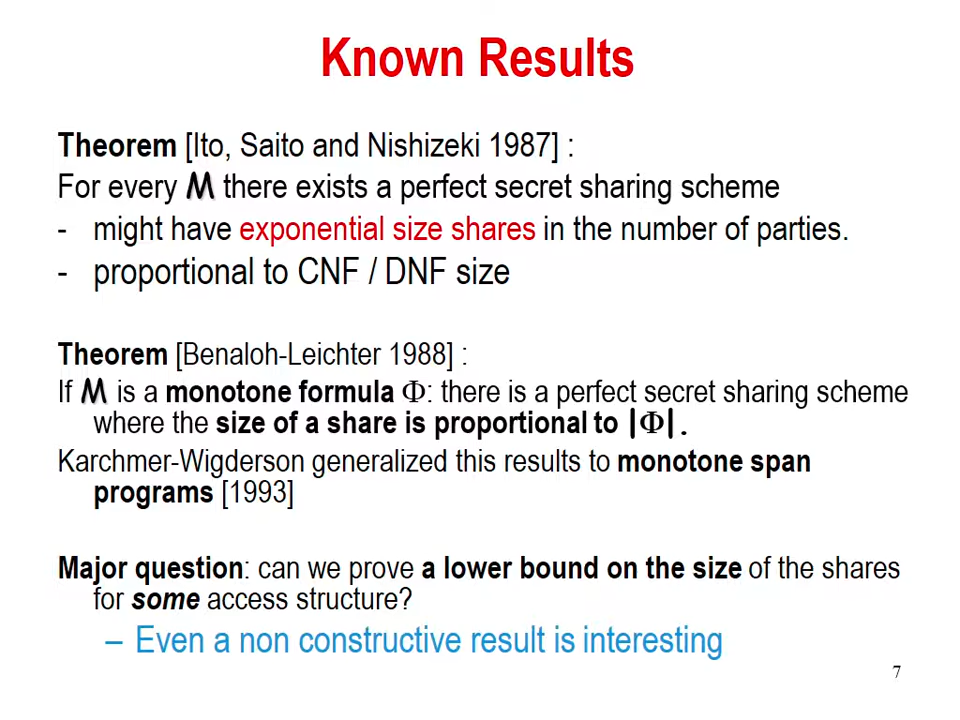 Known Results
Theorem [Ito, Saito and Nishizeki 1987] :
For every M there exists a perfect secret sharing scheme
- might have exponential size shares in the number of parties.
- proportional to CNF / DNF size
Theorem [Benaloh-Leichter 1988] :
If M is a monotone formula Φ: there is a perfect secret sharing scheme
where the size of a share is proportional to |Φ|.
Karchmer-Wigderson generalized this results to monotone span
programs [1993]
Major question: can we prove a lower bound on the size of the shares
for some access structure?
– Even a non constructive result is interesting
7